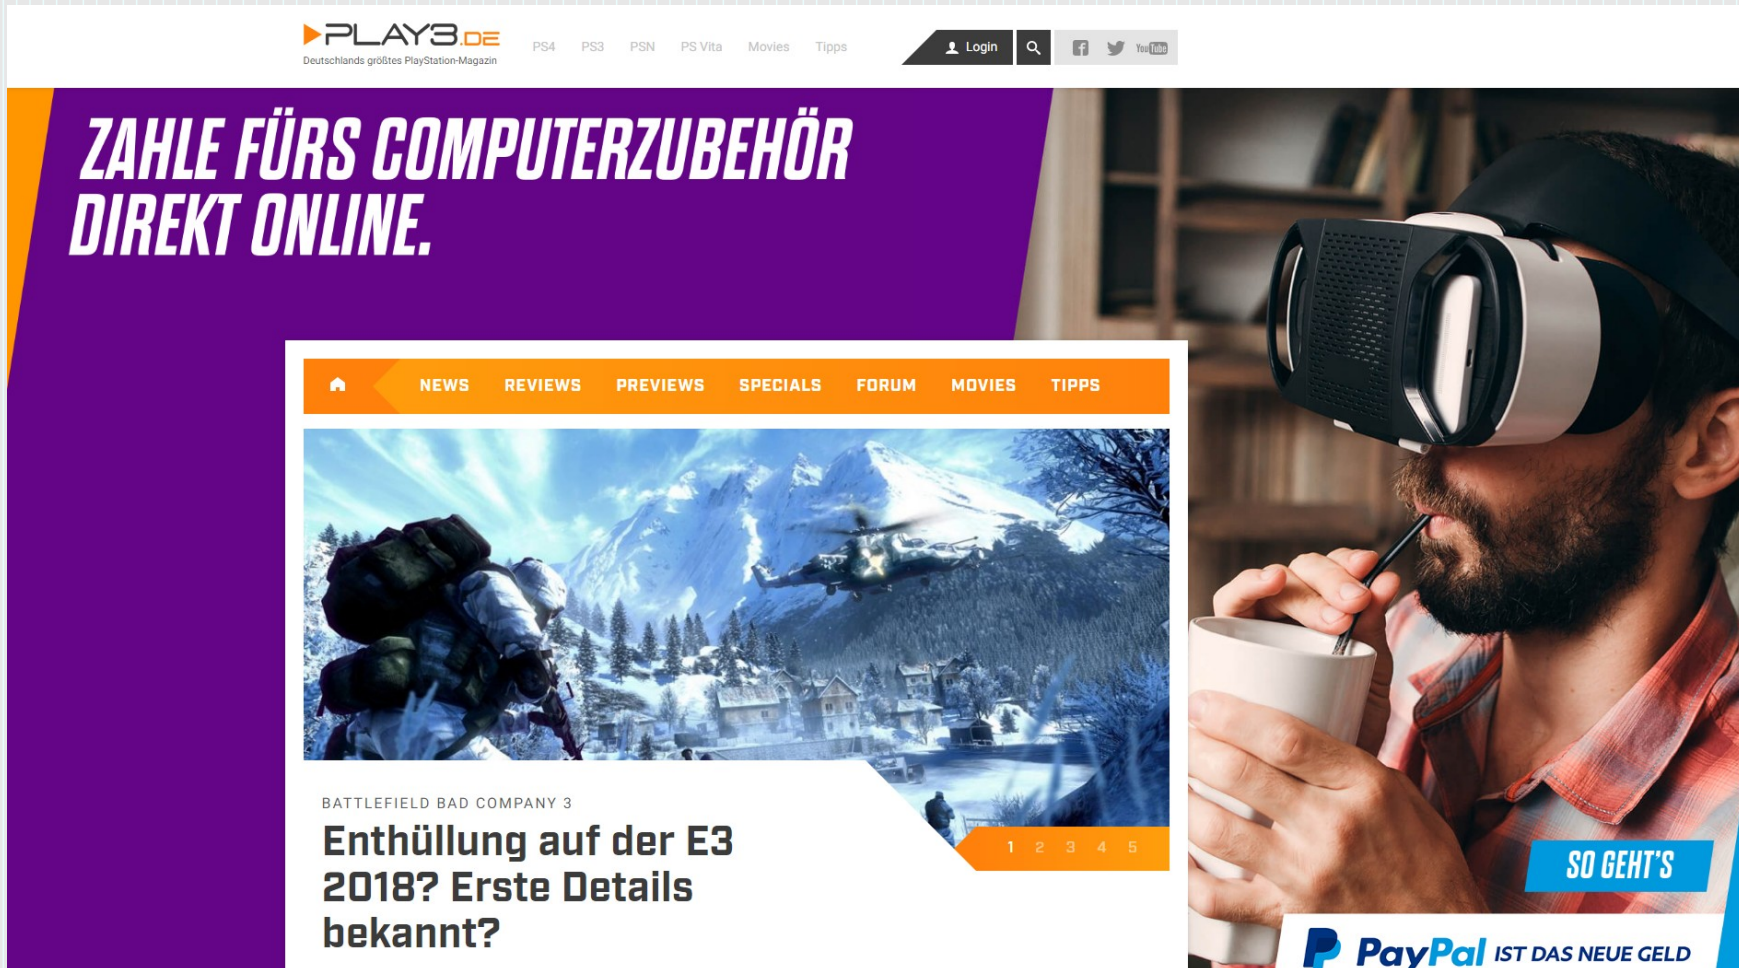 PLAY3.DE
Deutschlands größtes PlayStation-Magazin
PS4 PS3 PSN PS Vita Movies Tipps
Login
You Tube
ZAHLE FÜRS COMPUTERZUBEHÖR
DIREKT ONLINE.
NEWS REVIEWS PREVIEWS SPECIALS FORUM MOVIES TIPPS
BATTLEFIELD BAD COMPANY 3
Enthüllung auf der E3
2018? Erste Details
bekannt?
1 2 3 4 5
SO GEHT'S
PayPal IST DAS NEUE GELD